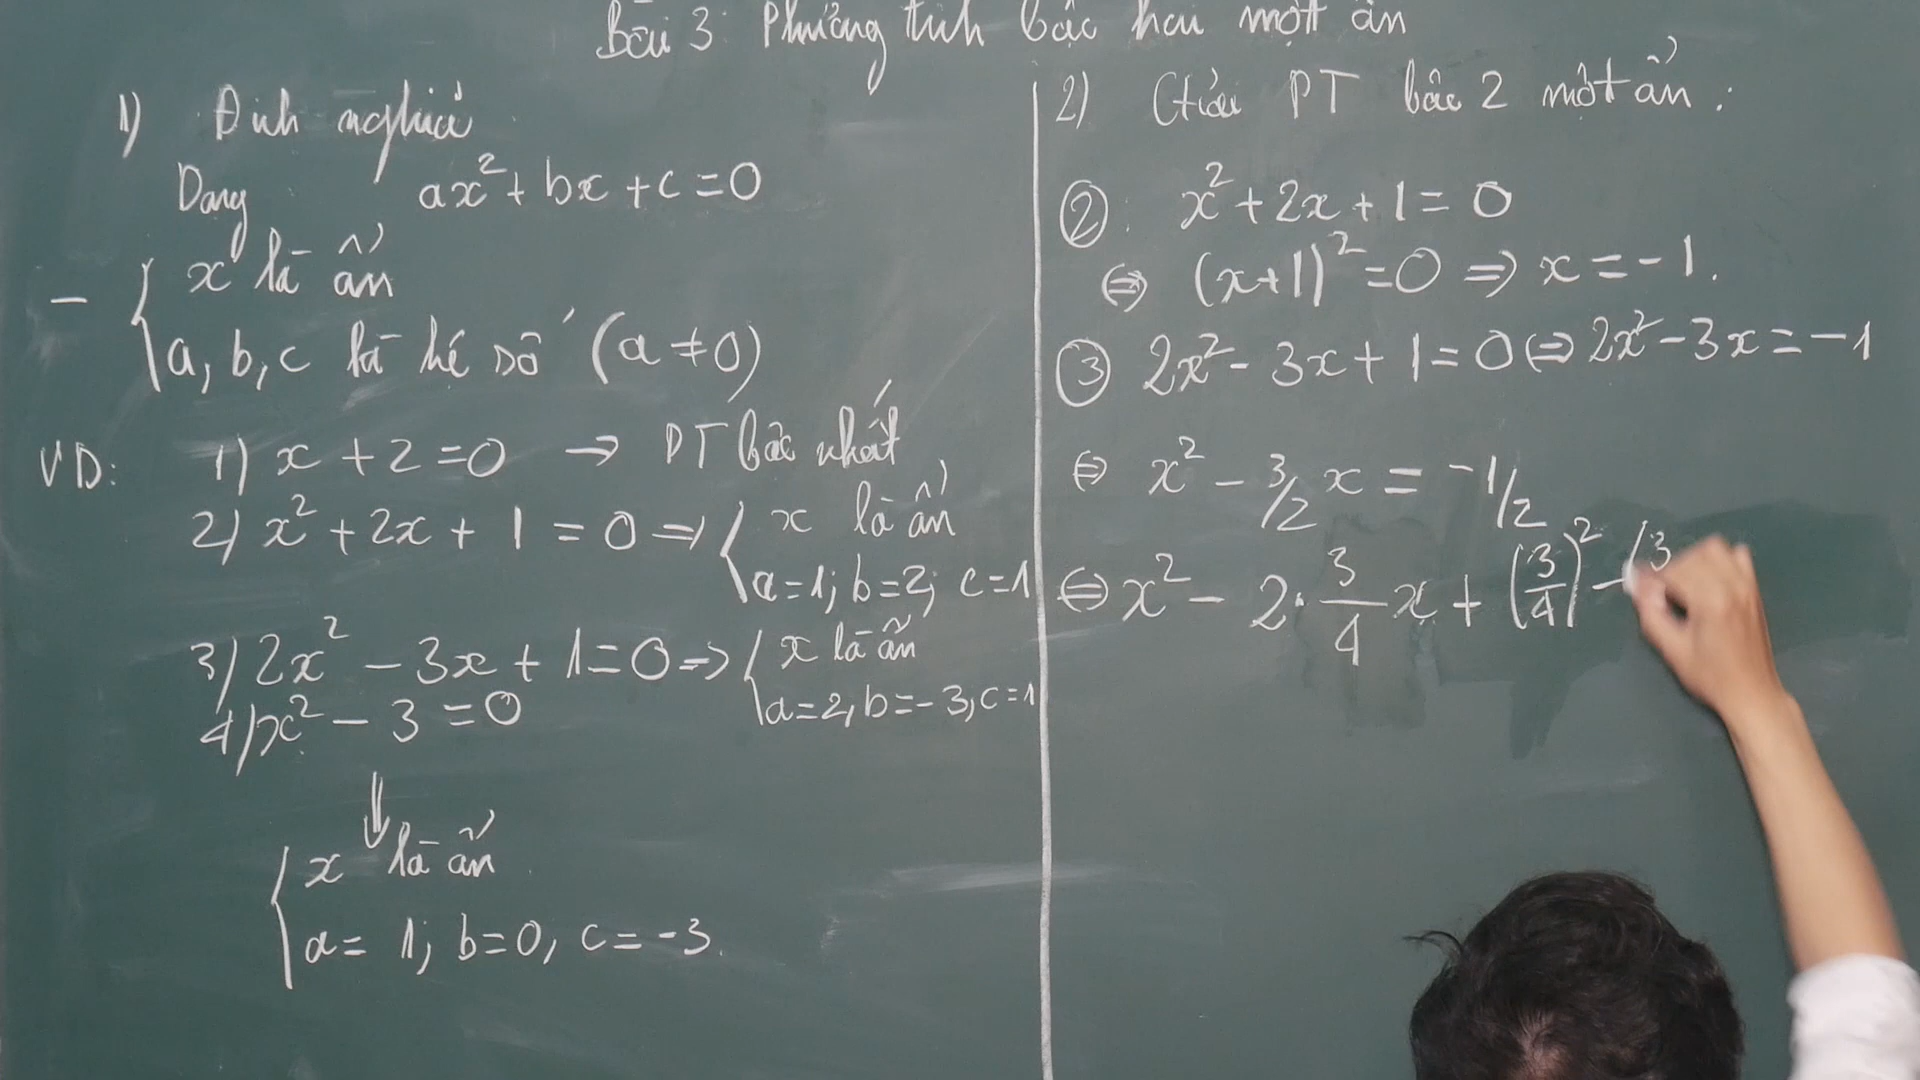 Bài 3: Phương trình bậc hai một ẩn
1) Định nghĩa
Dạng ax² + bx + c = 0
- { x là ẩn
a, b, c là hệ số (a ≠ 0)
VD: 1) x + 2 = 0 → PT bậc nhất
2) x² + 2x + 1 = 0 ⇒ { x là ẩn
a = 1; b = 2; c = 1
3) 2x² - 3x + 1 = 0 ⇒ { x là ẩn
a = 2, b = -3, c = 1
4) x² - 3 = 0
⇓
{ x là ẩn
a = 1; b = 0, c = -3.
2) Giải PT bậc 2 một ẩn:
②: x² + 2x + 1 = 0
⇔ (x+1)² = 0 ⇒ x = -1.
③ 2x² - 3x + 1 = 0 ⇔ 2x² - 3x = -1
⇔ x² - 3/2 x = -1/2
⇔ x² - 2·3/4 x + (3/4)² - (3